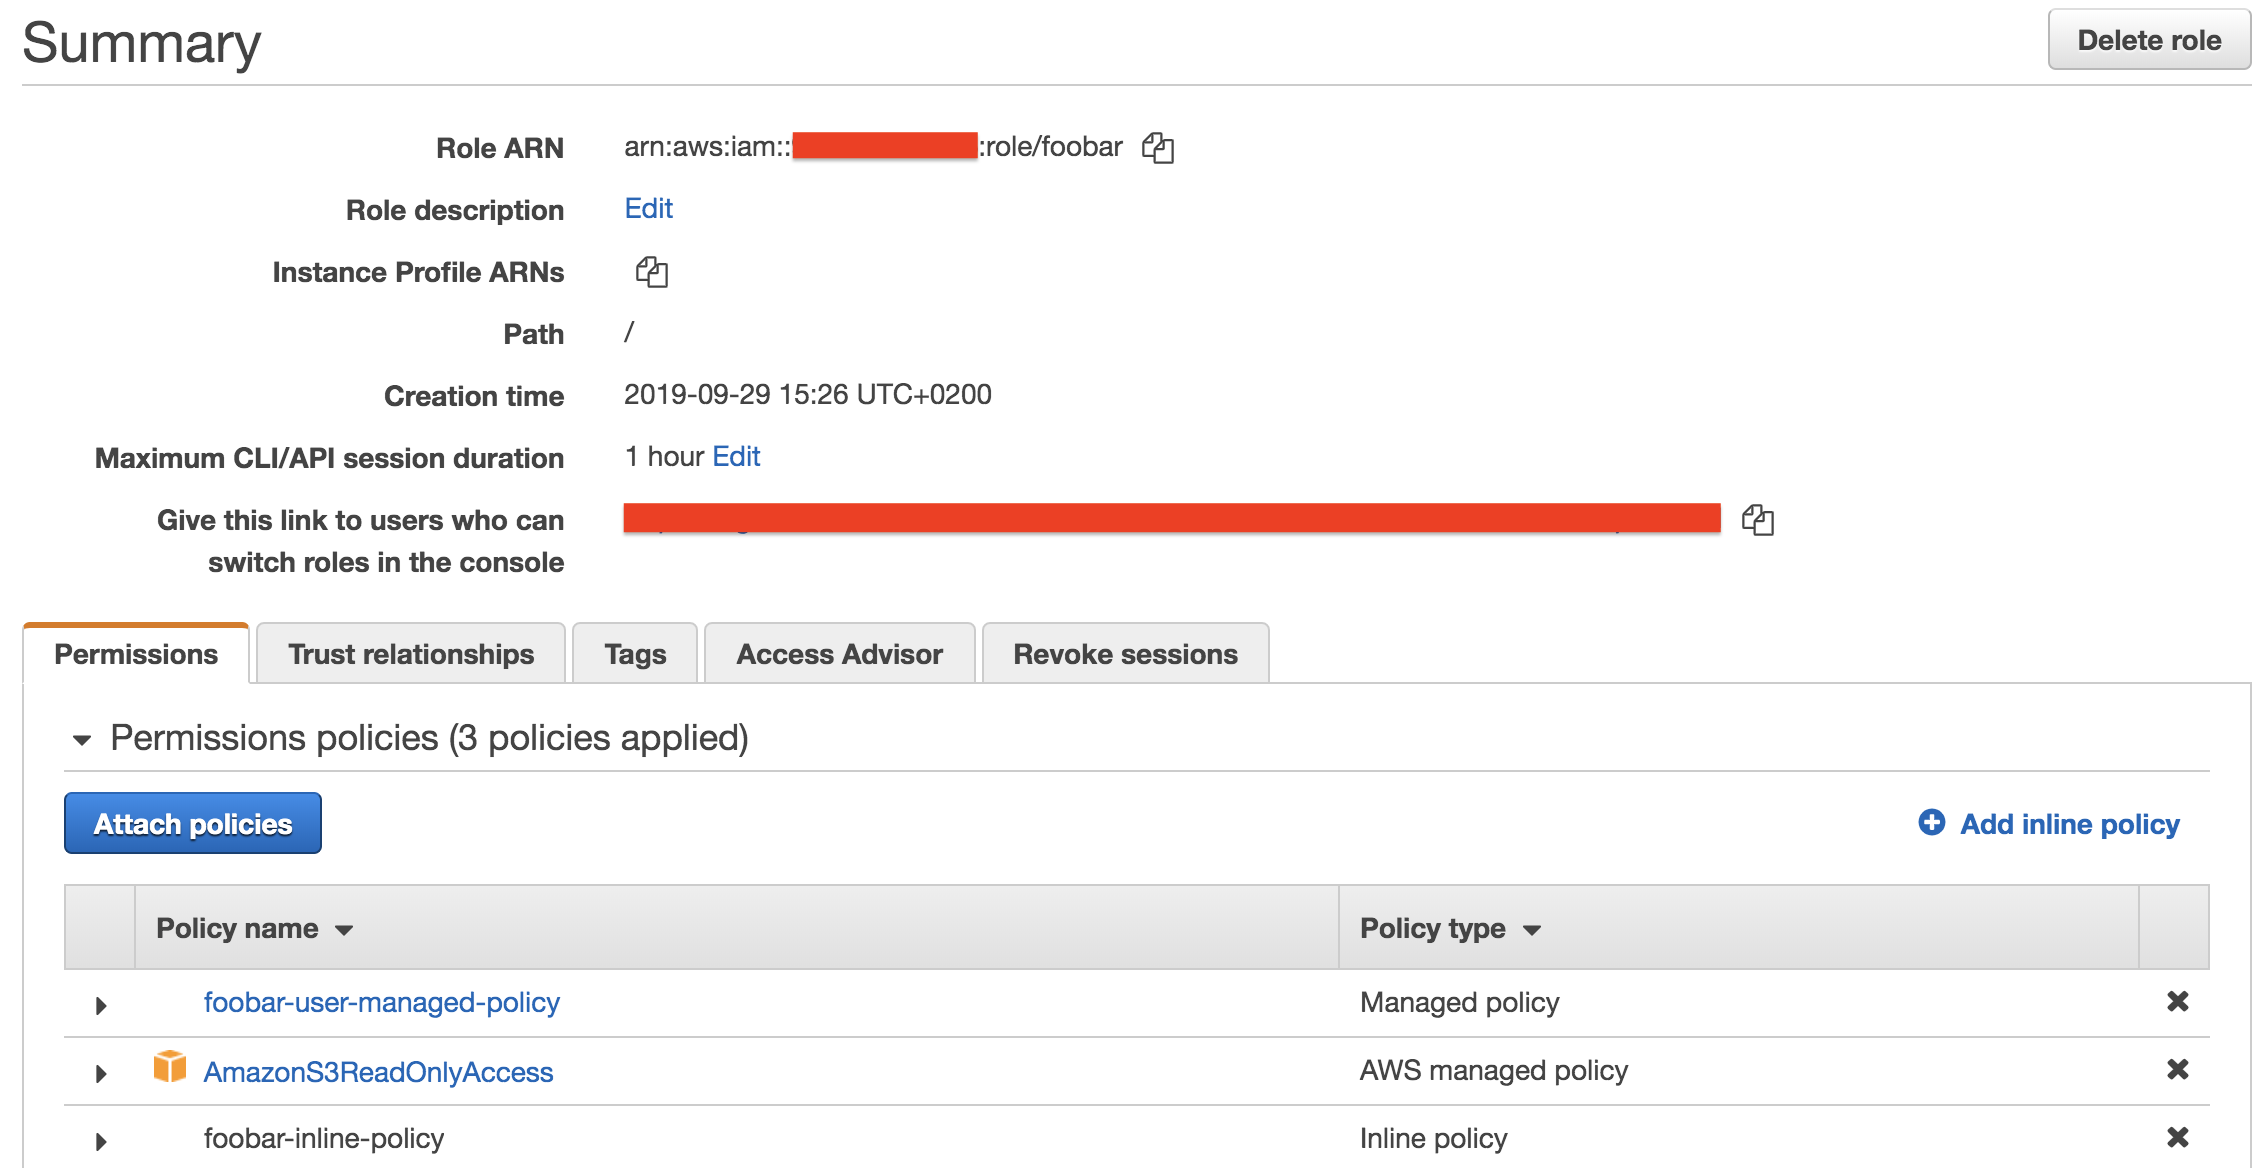 Summary
Delete role
Role ARN arn:aws:iam:: :role/foobar
Role description Edit
Instance Profile ARNs
Path /
Creation time 2019-09-29 15:26 UTC+0200
Maximum CLI/API session duration 1 hour Edit
Give this link to users who can
switch roles in the console
Permissions Trust relationships Tags Access Advisor Revoke sessions
Permissions policies (3 policies applied)
Attach policies Add inline policy
Policy name Policy type
foobar-user-managed-policy Managed policy
AmazonS3ReadOnlyAccess AWS managed policy
foobar-inline-policy Inline policy